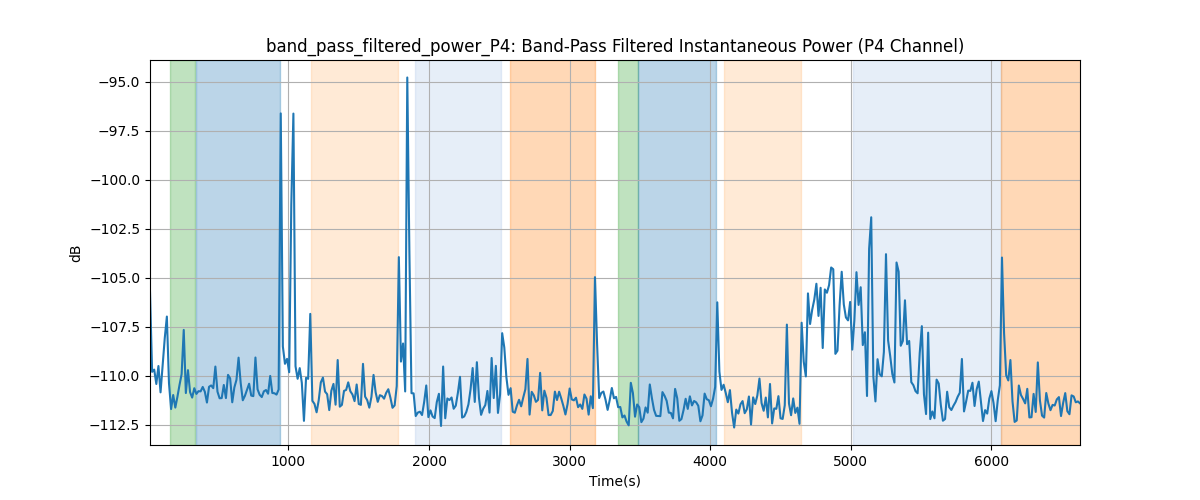 band_pass_filtered_power_P4: Band-Pass Filtered Instantaneous Power (P4 Channel)
−95.0
−97.5
−100.0
−102.5
−105.0
−107.5
−110.0
−112.5
dB
1000 2000 3000 4000 5000 6000
Time(s)